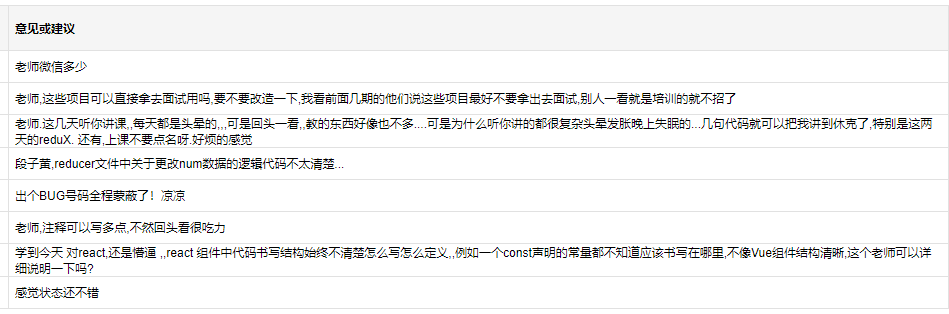 意见或建议
老师微信多少
老师,这些项目可以直接拿去面试用吗,要不要改造一下,我看前面几期的他们说这些项目最好不要拿出去面试,别人一看就是培训的就不招了
老师.这几天听你讲课,,每天都是头晕的,,,可是回头一看,,教的东西好像也不多....可是为什么听你讲的都很复杂头晕发胀晚上失眠的...几句代码就可以把我讲到休克了,特别是这两
天的reduX. 还有,上课不要点名呀.好烦的感觉
段子黄,reducer文件中关于更改num数据的逻辑代码不太清楚...
出个BUG号码全程蒙蔽了！凉凉
老师,注释可以写多点,不然回头看很吃力
学到今天 对react,还是懵逼 ,,react 组件中代码书写结构始终不清楚怎么写怎么定义,,例如一个const声明的常量都不知道应该书写在哪里,不像Vue组件结构清晰,这个老师可以详
细说明一下吗?
感觉状态还不错